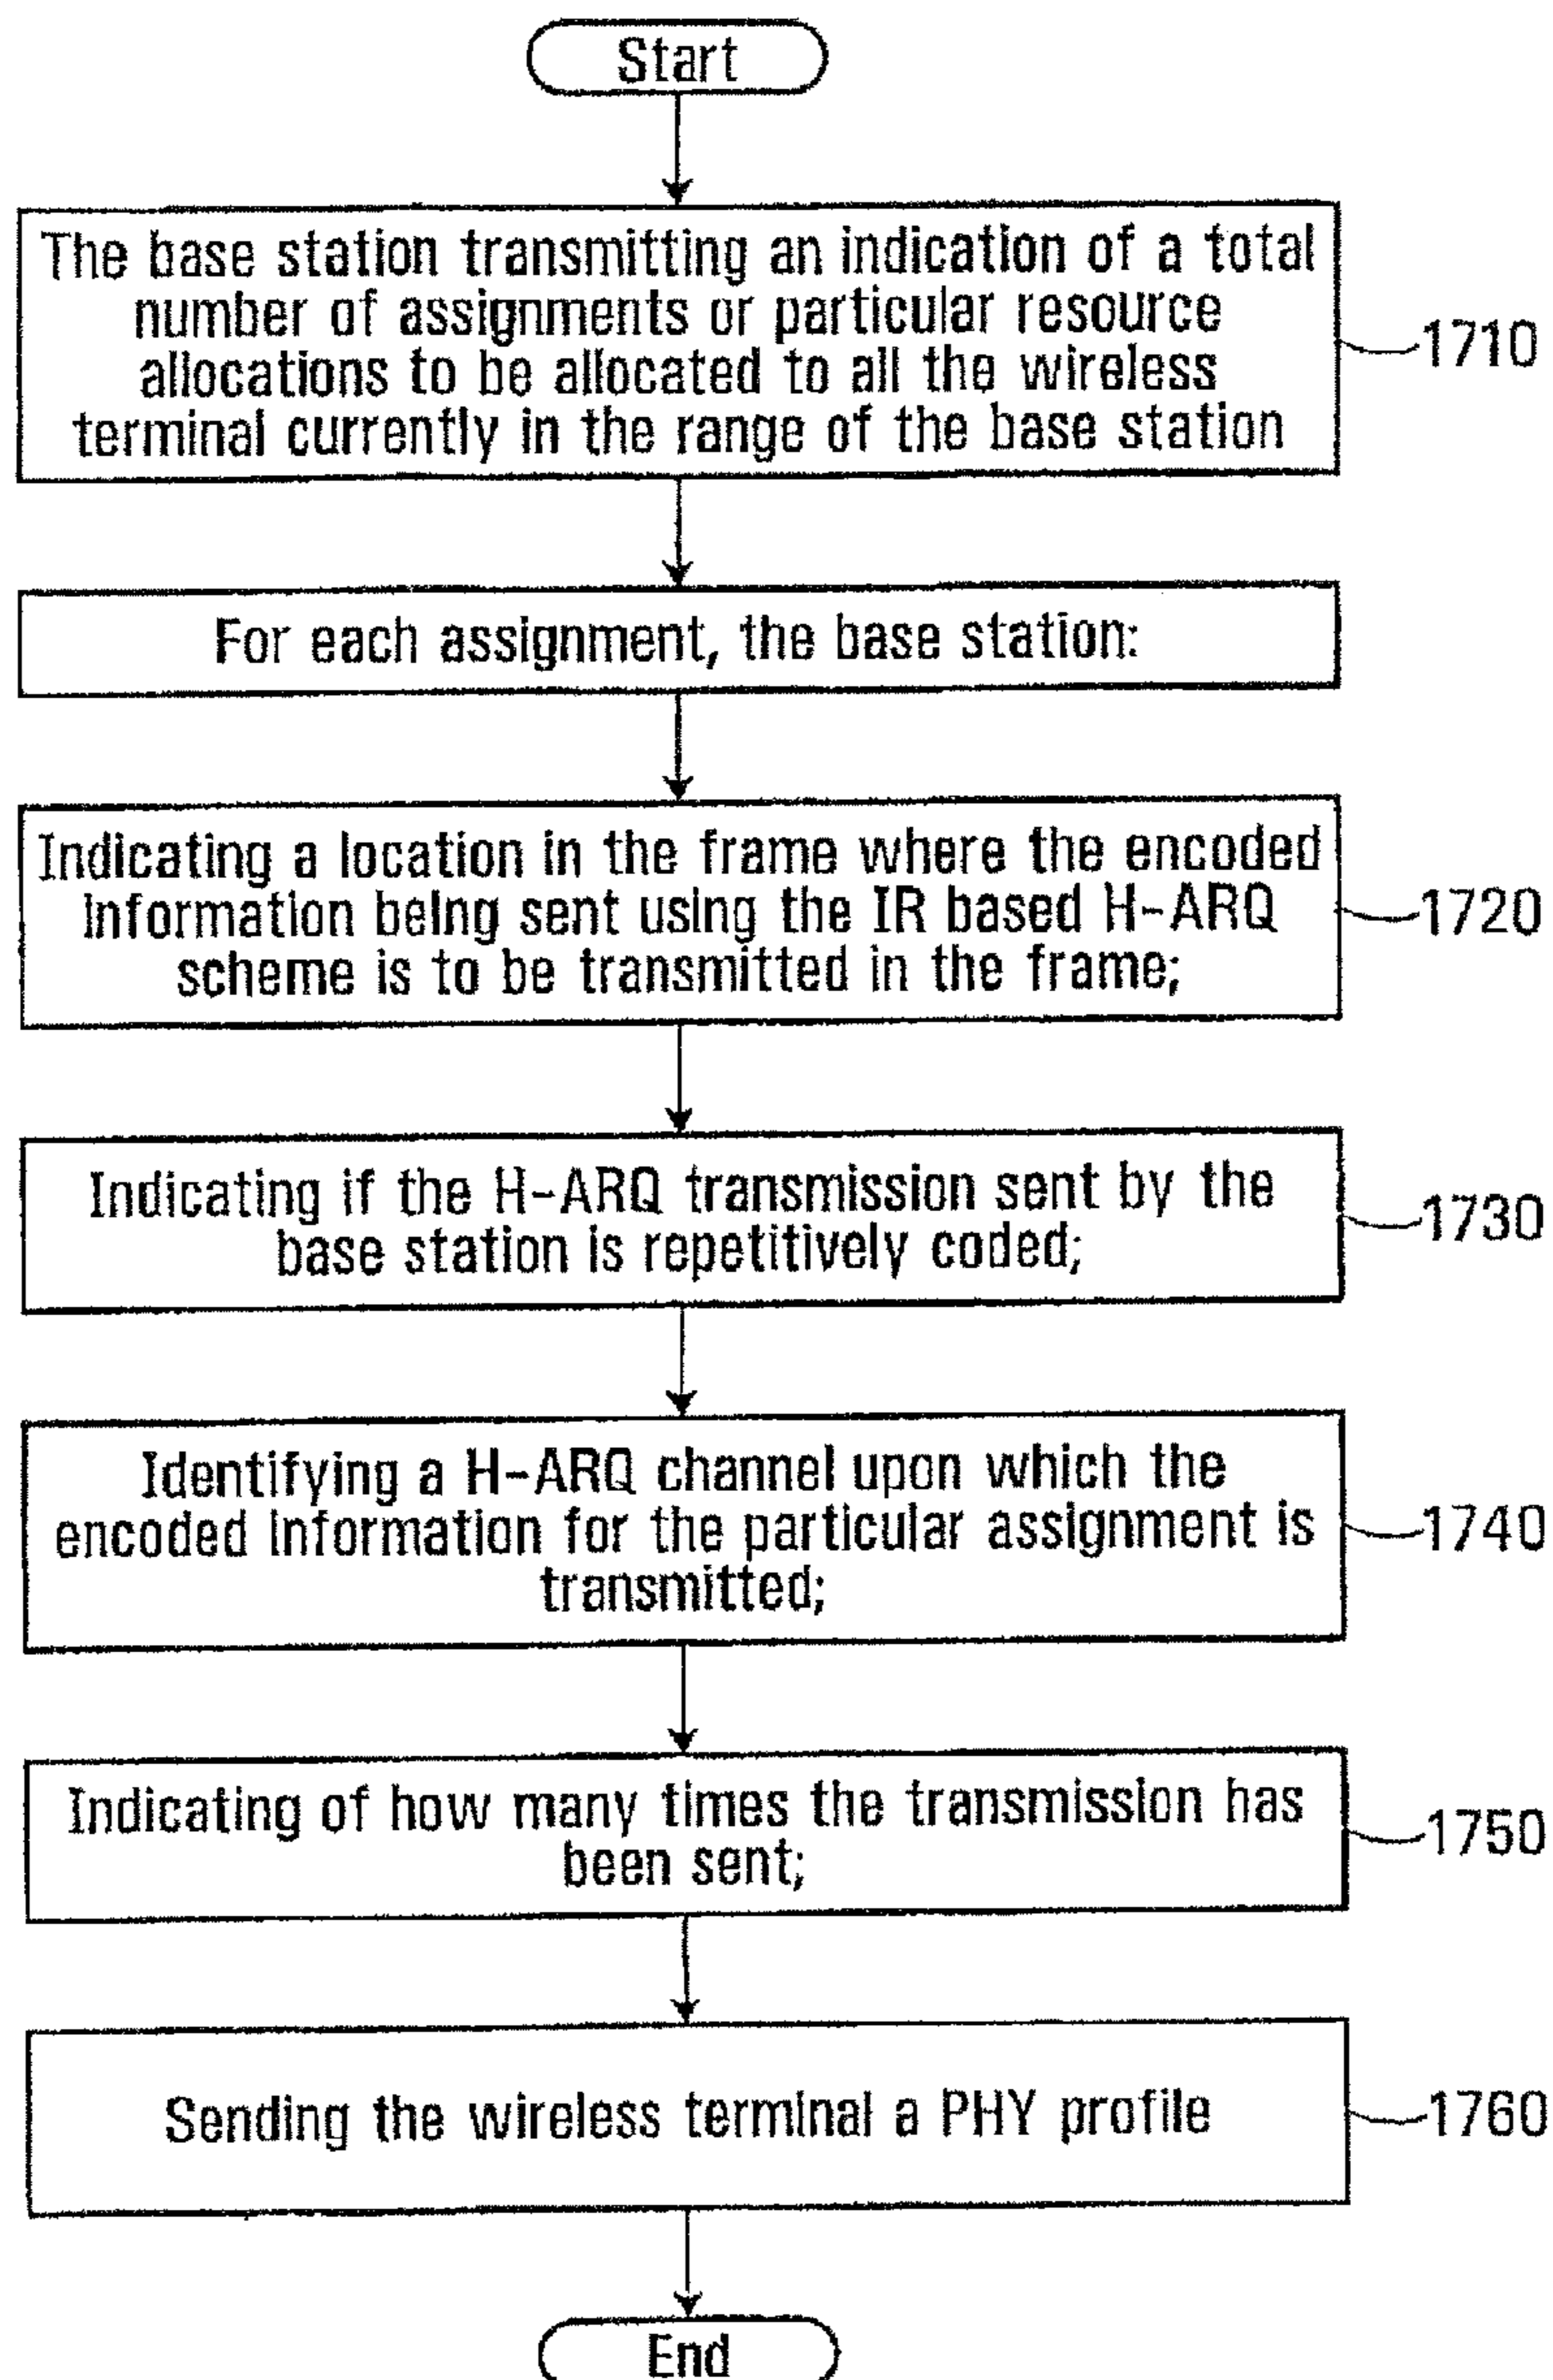 Start
The base station transmitting an indication of a total
number of assignments or particular resource
allocations to be allocated to all the wireless
terminal currently in the range of the base station
1710
For each assignment, the base station:
Indicating a location in the frame where the encoded
information being sent using the IR based H-ARQ
scheme is to be transmitted in the frame;
1720
Indicating if the H-ARQ transmission sent by the
base station is repetitively coded;
1730
Identifying a H-ARQ channel upon which the
encoded information for the particular assignment is
transmitted;
1740
Indicating of how many times the transmission has
been sent;
1750
Sending the wireless terminal a PHY profile
1760
End